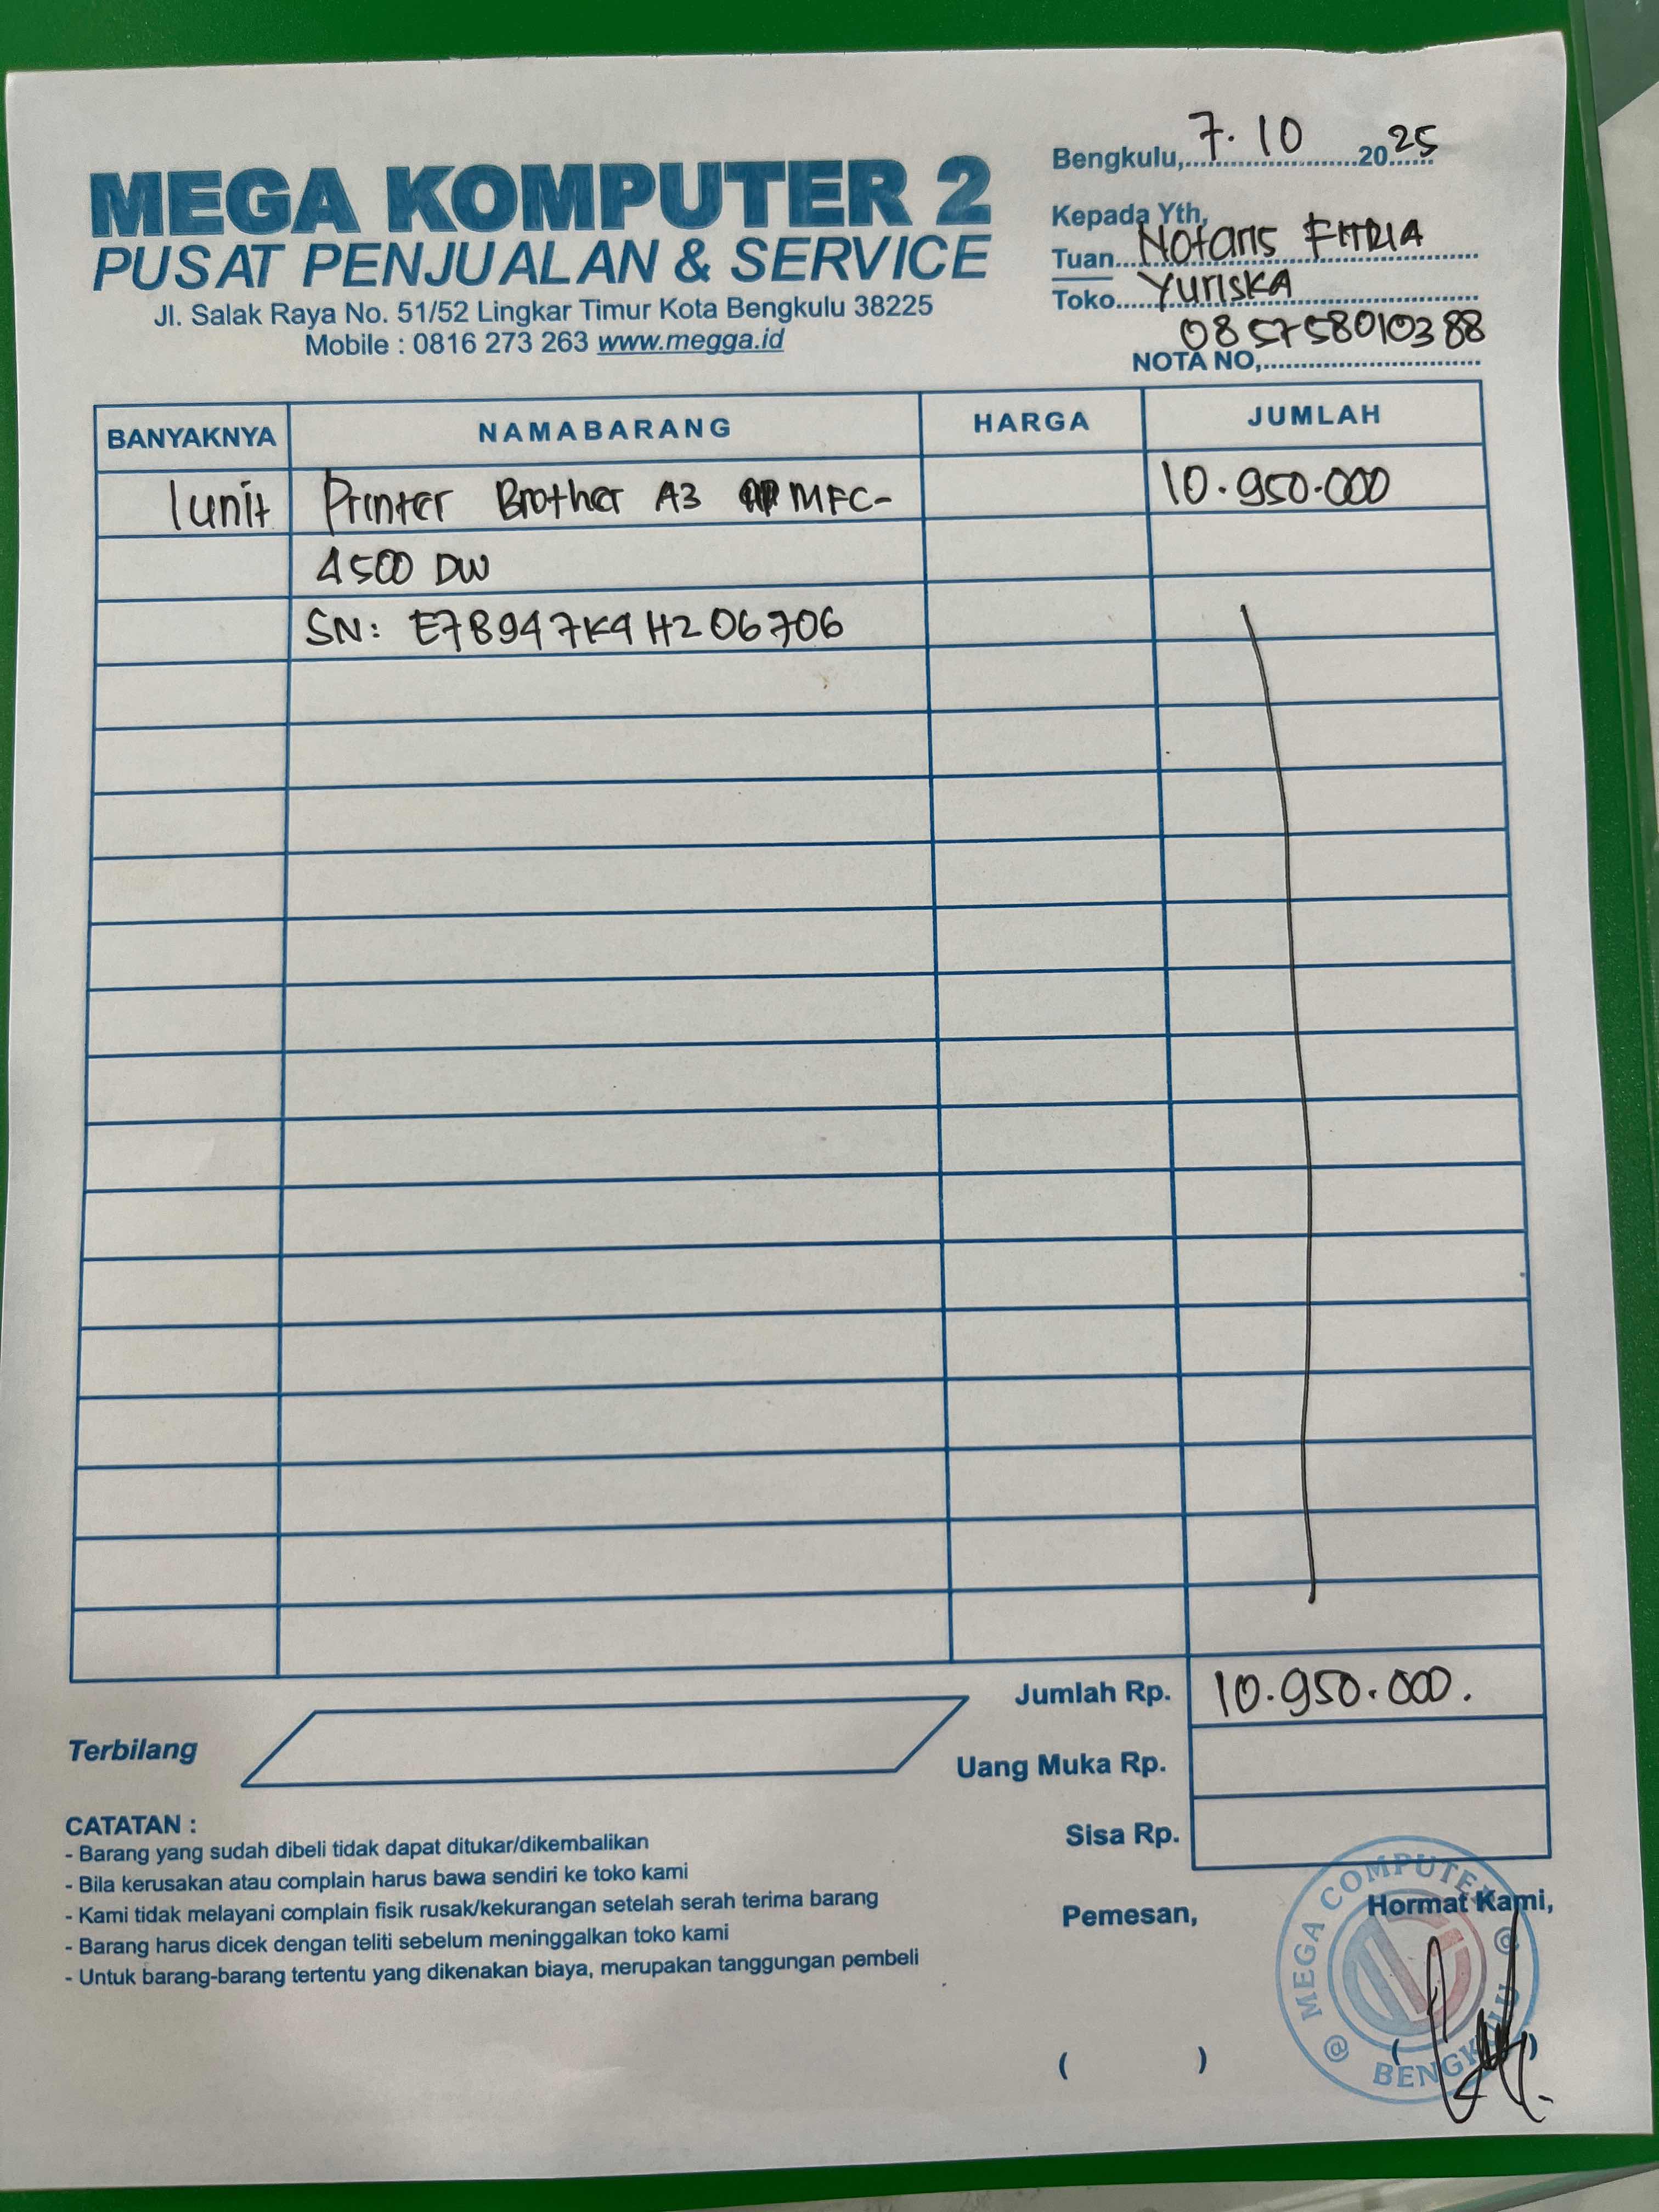 MEGA KOMPUTER 2
PUSAT PENJUALAN & SERVICE
Jl. Salak Raya No. 51/52 Lingkar Timur Kota Bengkulu 38225
Mobile : 0816 273 263 www.megga.id
Bengkulu, 7.10 2025
Kepada Yth,
Tuan Notaris FITRIA
Toko Yuriska
085758010388
NOTA NO,
BANYAKNYA NAMABARANG HARGA JUMLAH
1 unit Printer Brother A3 MFC- 10.950.000
4500 DW
SN: E78947K4H206706
Jumlah Rp. 10.950.000.
Terbilang
Uang Muka Rp.
Sisa Rp.
CATATAN :
- Barang yang sudah dibeli tidak dapat ditukar/dikembalikan
- Bila kerusakan atau complain harus bawa sendiri ke toko kami
- Kami tidak melayani complain fisik rusak/kekurangan setelah serah terima barang
- Barang harus dicek dengan teliti sebelum meninggalkan toko kami
- Untuk barang-barang tertentu yang dikenakan biaya, merupakan tanggungan pembeli
Pemesan,
Hormat Kami,
( )
( )
@ MEGA COMPUTER @
BENGKULU